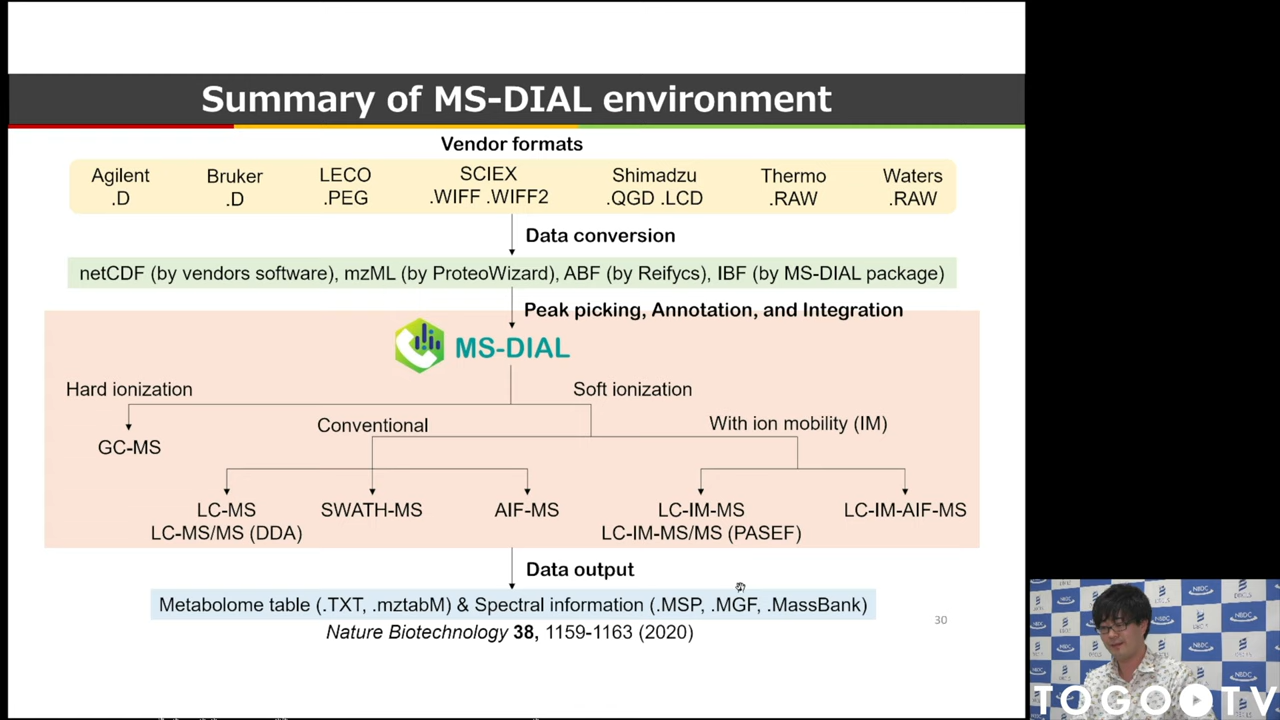 Summary of MS-DIAL environment
Vendor formats
Agilent
.D
Bruker
.D
LECO
.PEG
SCIEX
.WIFF .WIFF2
Shimadzu
.QGD .LCD
Thermo
.RAW
Waters
.RAW
Data conversion
netCDF (by vendors software), mzML (by ProteoWizard), ABF (by Reifycs), IBF (by MS-DIAL package)
Peak picking, Annotation, and Integration
MS-DIAL
Hard ionization
Soft ionization
Conventional
With ion mobility (IM)
GC-MS
LC-MS
LC-MS/MS (DDA)
SWATH-MS
AIF-MS
LC-IM-MS
LC-IM-MS/MS (PASEF)
LC-IM-AIF-MS
Data output
Metabolome table (.TXT, .mztabM) & Spectral information (.MSP, .MGF, .MassBank)
Nature Biotechnology 38, 1159-1163 (2020)
30
NBDC
DBCLS
TOGO TV